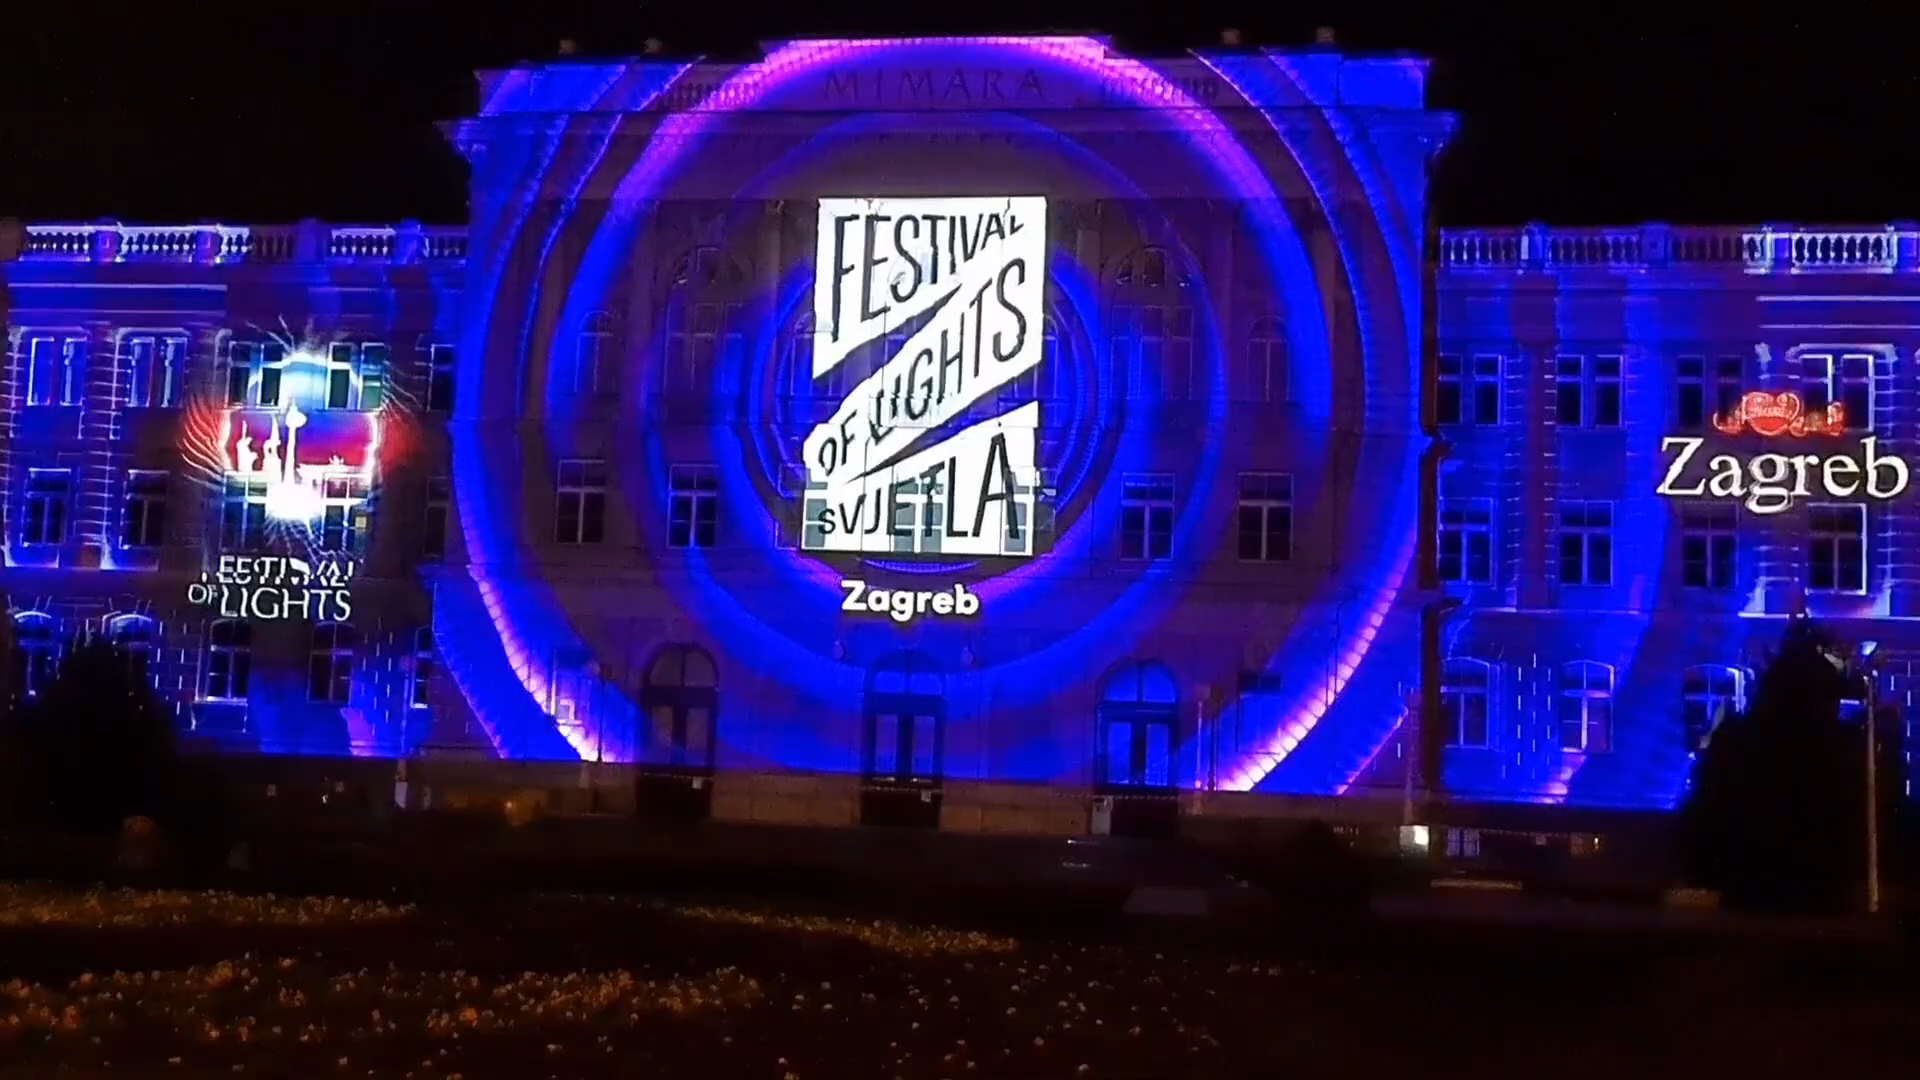 MIMARA
FESTIVAL
OF LIGHTS
SVJETLA
Zagreb
FESTIVAL
OF LIGHTS
Zagreb